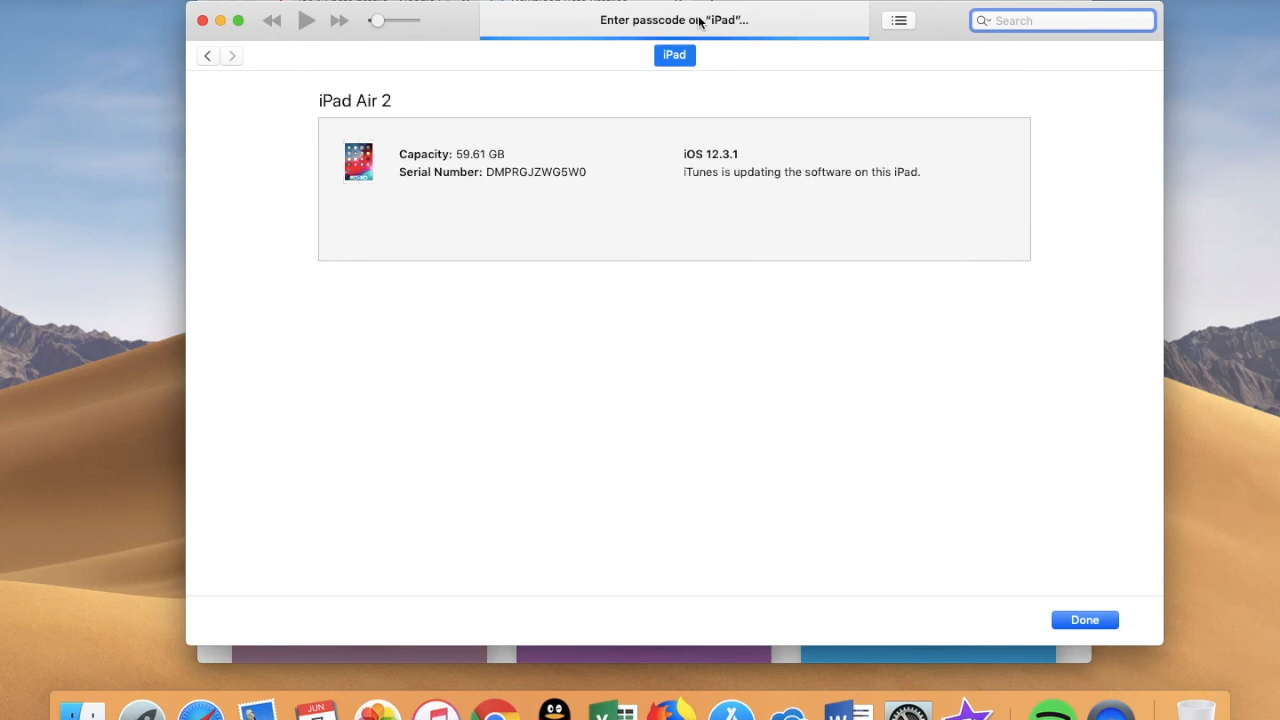 Enter passcode on “iPad”...
Search
iPad
iPad Air 2
Capacity: 59.61 GB
iOS 12.3.1
Serial Number: DMPRGJZWG5W0
iTunes is updating the software on this iPad.
Done
JUN